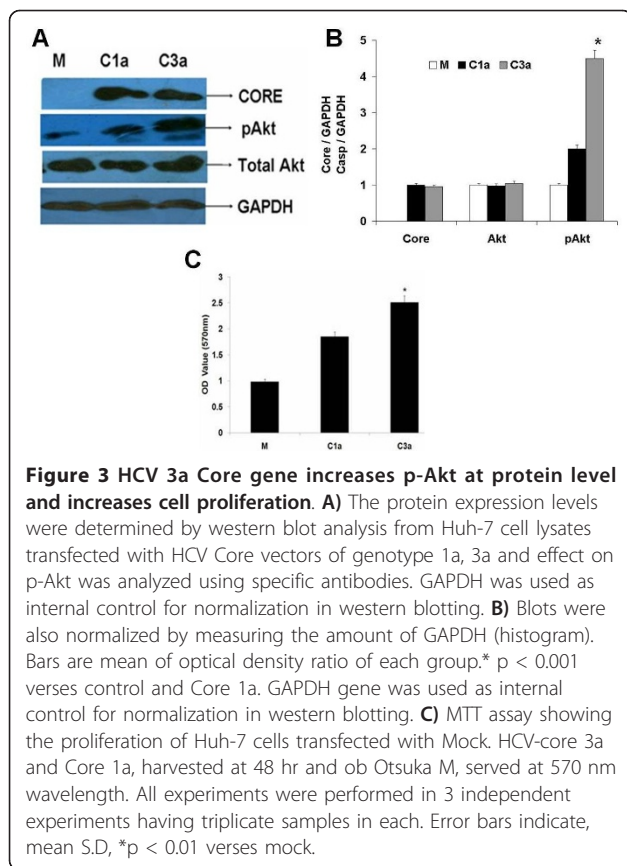 A
M C1a C3a
CORE
pAkt
Total Akt
GAPDH
B
Core / GAPDH
Casp / GAPDH
5
4
3
2
1
0
M C1a C3a
*
Core Akt pAkt
C
OD Value (570nm)
3
2.5
2
1.5
1
0.5
0
*
M C1a C3a
Figure 3 HCV 3a Core gene increases p-Akt at protein level
and increases cell proliferation. A) The protein expression levels
were determined by western blot analysis from Huh-7 cell lysates
transfected with HCV Core vectors of genotype 1a, 3a and effect on
p-Akt was analyzed using specific antibodies. GAPDH was used as
internal control for normalization in western blotting. B) Blots were
also normalized by measuring the amount of GAPDH (histogram).
Bars are mean of optical density ratio of each group.* p < 0.001
verses control and Core 1a. GAPDH gene was used as internal
control for normalization in western blotting. C) MTT assay showing
the proliferation of Huh-7 cells transfected with Mock. HCV-core 3a
and Core 1a, harvested at 48 hr and ob Otsuka M, served at 570 nm
wavelength. All experiments were performed in 3 independent
experiments having triplicate samples in each. Error bars indicate,
mean S.D, *p < 0.01 verses mock.